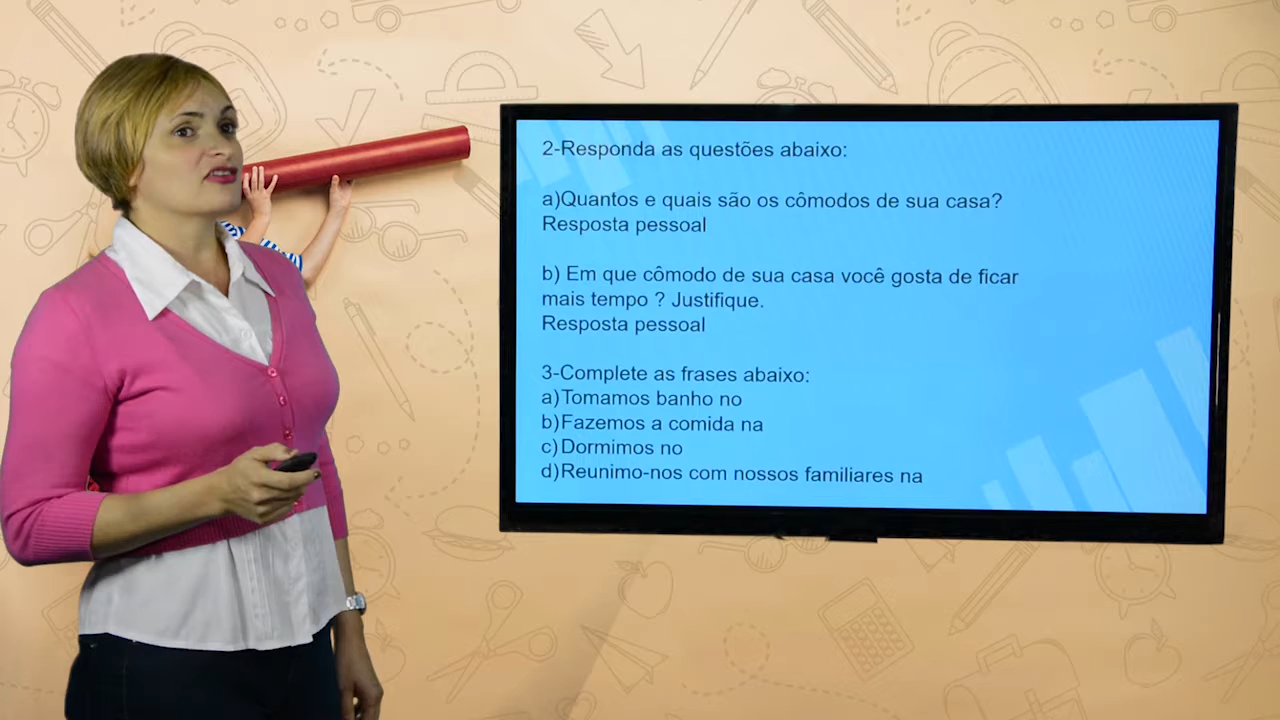 2-Responda as questões abaixo:
a)Quantos e quais são os cômodos de sua casa?
Resposta pessoal
b) Em que cômodo de sua casa você gosta de ficar
mais tempo ? Justifique.
Resposta pessoal
3-Complete as frases abaixo:
a)Tomamos banho no
b)Fazemos a comida na
c)Dormimos no
d)Reunimo-nos com nossos familiares na